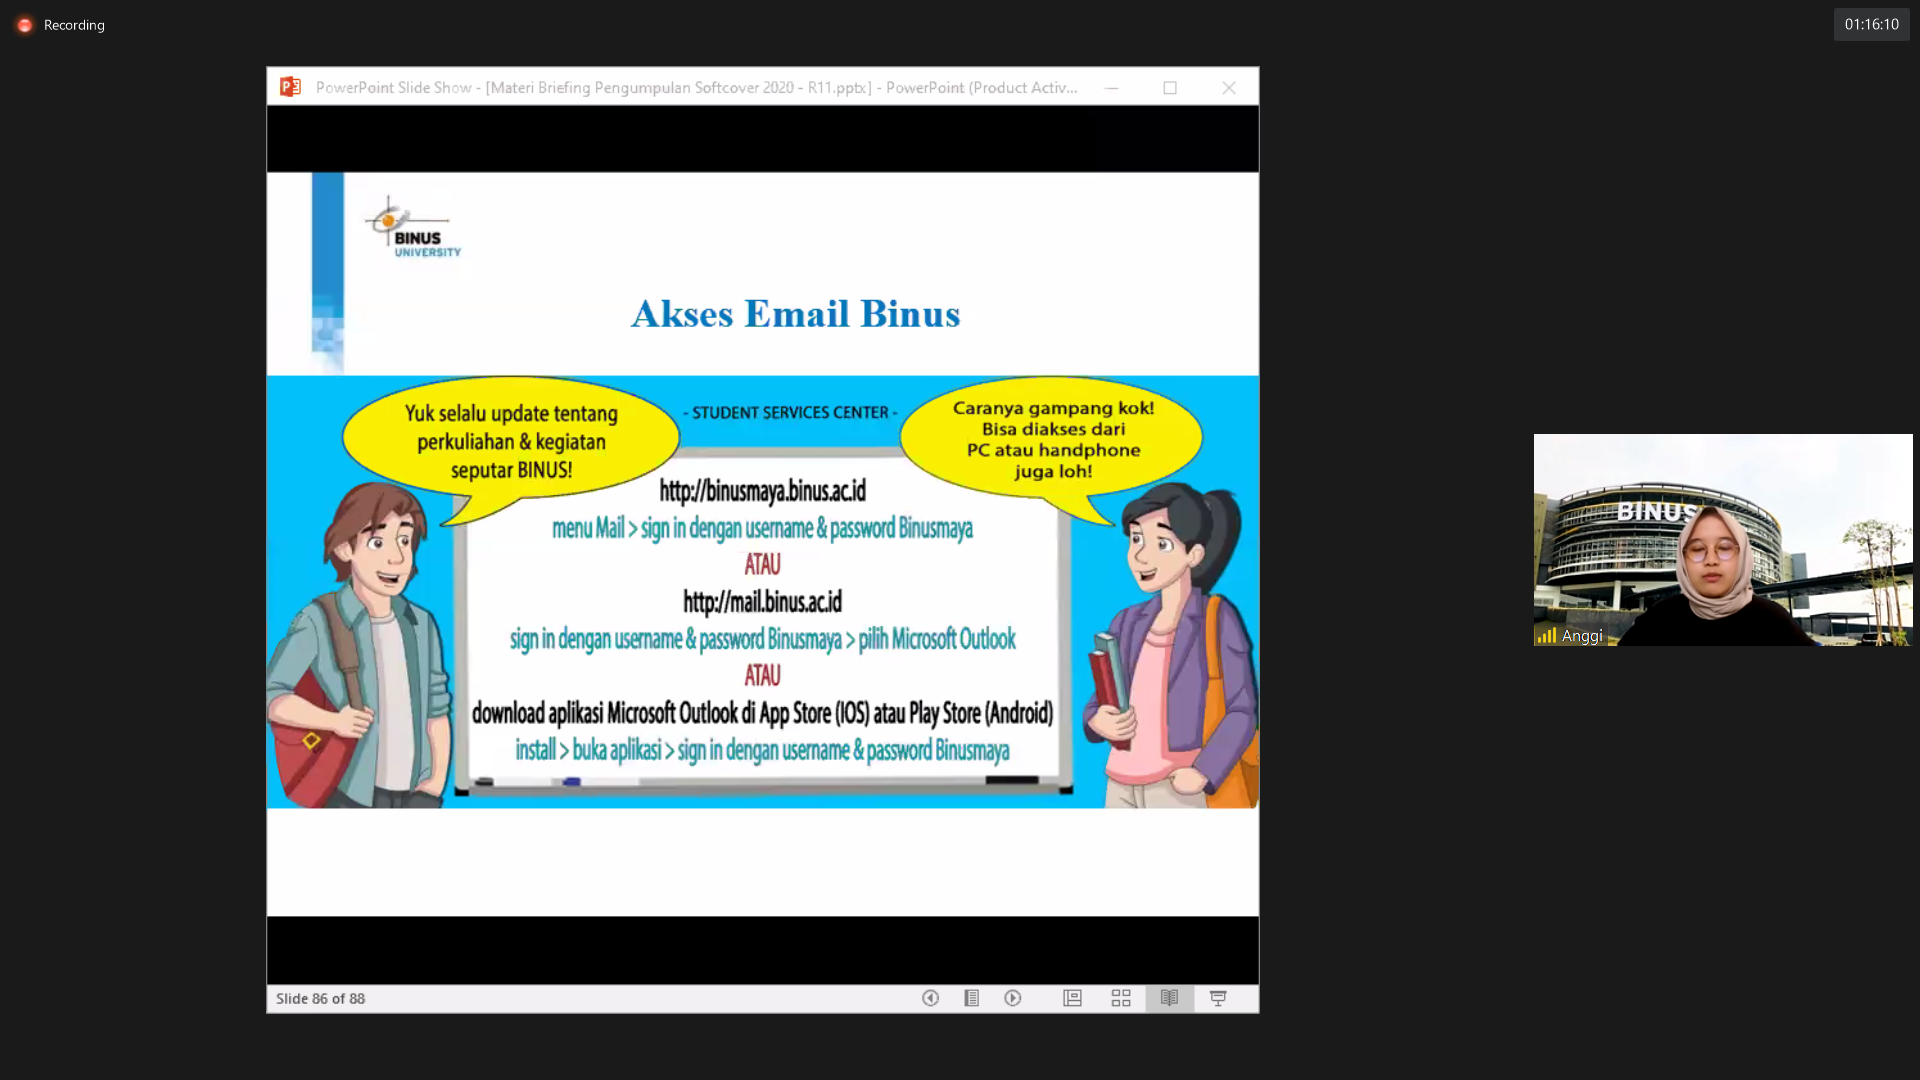 Recording
01:16:10
PowerPoint Slide Show - [Materi Briefing Pengumpulan Softcover 2020 - R11.pptx] - PowerPoint (Product Activ...
BINUS
UNIVERSITY
Akses Email Binus
Yuk selalu update tentang
perkuliahan & kegiatan
seputar BINUS!
- STUDENT SERVICES CENTER -
Caranya gampang kok!
Bisa diakses dari
PC atau handphone
juga loh!
http://binusmaya.binus.ac.id
menu Mail > sign in dengan username & password Binusmaya
ATAU
http://mail.binus.ac.id
sign in dengan username & password Binusmaya > pilih Microsoft Outlook
ATAU
download aplikasi Microsoft Outlook di App Store (IOS) atau Play Store (Android)
install > buka aplikasi > sign in dengan username & password Binusmaya
BINUS
Anggi
Slide 86 of 88